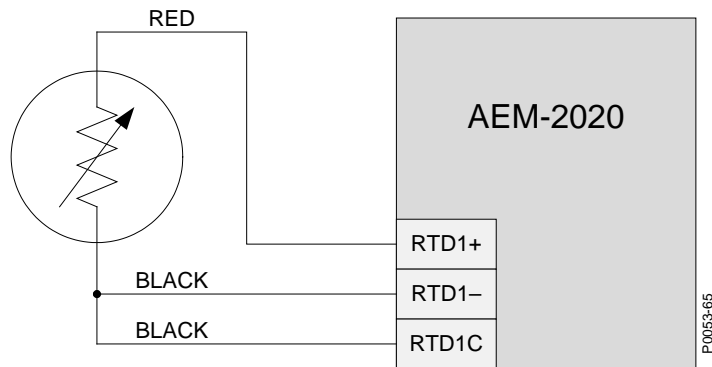 RED
AEM-2020
RTD1+
BLACK
RTD1–
BLACK
RTD1C
P0053-65